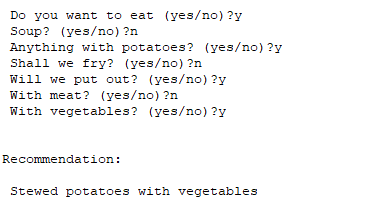 Do you want to eat (yes/no)?y
Soup? (yes/no)?n
Anything with potatoes? (yes/no)?y
Shall we fry? (yes/no)?n
Will we put out? (yes/no)?y
With meat? (yes/no)?n
With vegetables? (yes/no)?y
Recommendation:
Stewed potatoes with vegetables